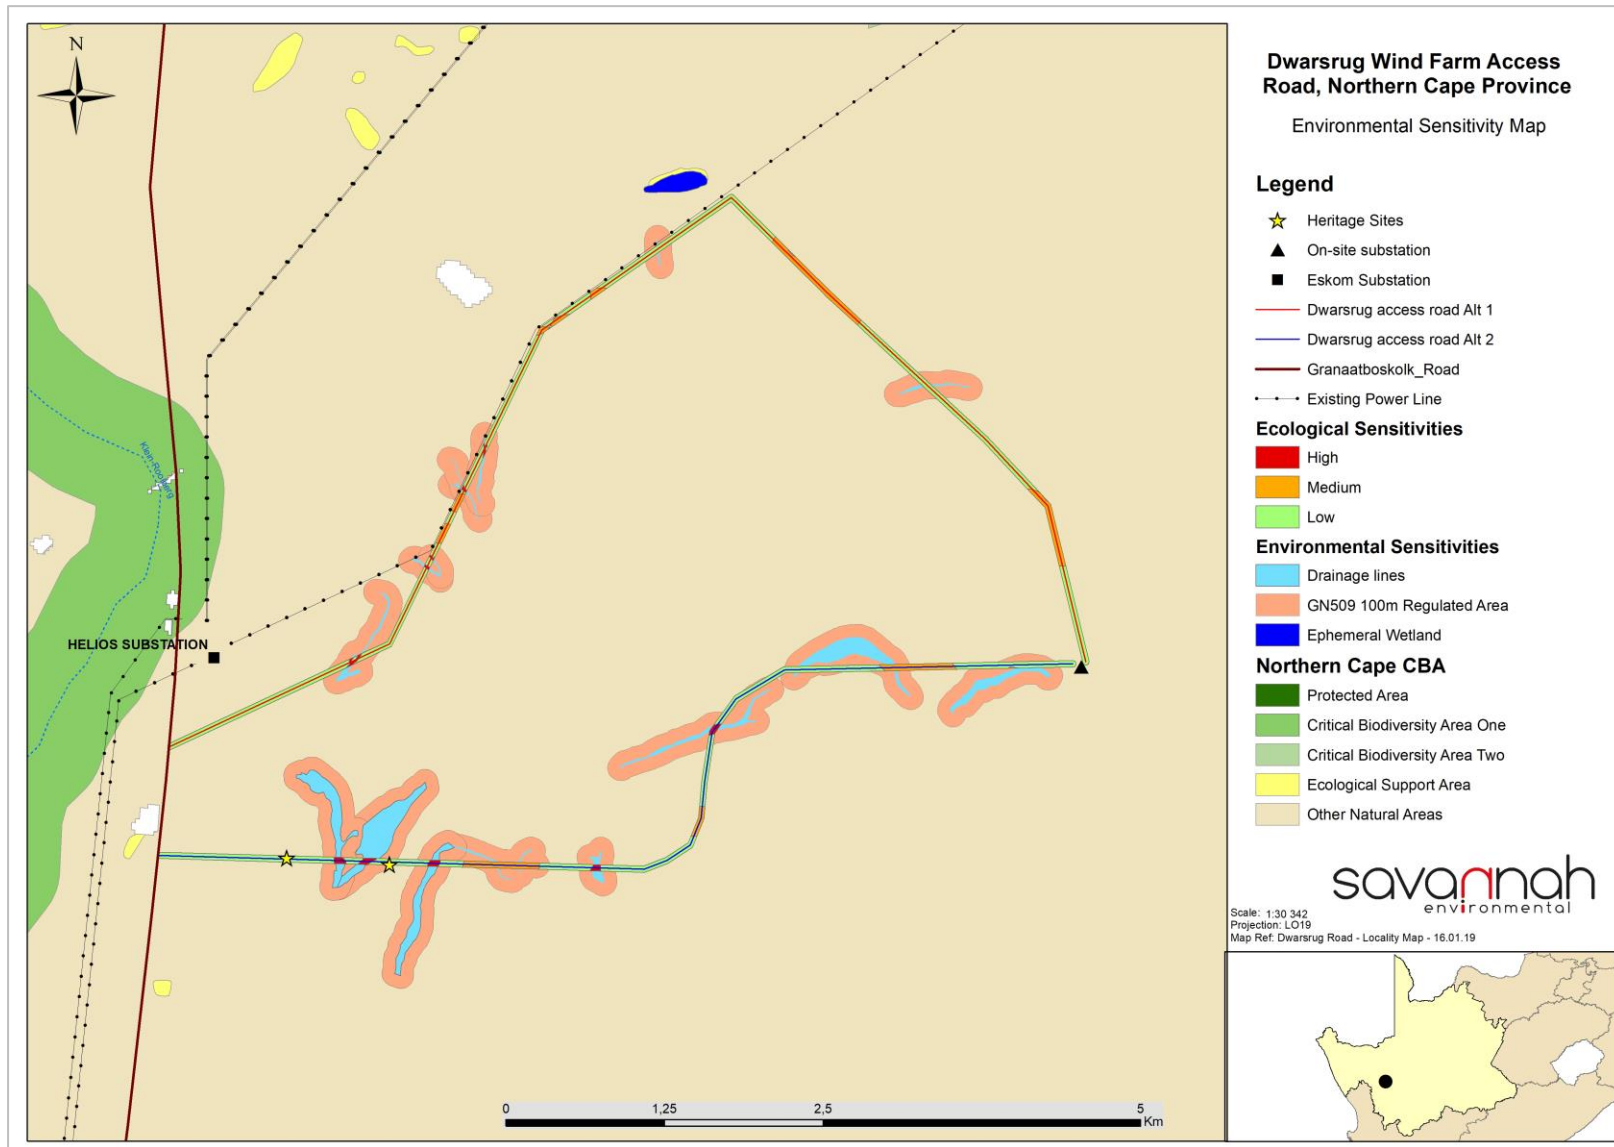 Dwarsrug Wind Farm Access
Road, Northern Cape Province
Environmental Sensitivity Map
Legend
Heritage Sites
On-site substation
Eskom Substation
Dwarsrug access road Alt 1
Dwarsrug access road Alt 2
Granaatboskolk_Road
Existing Power Line
Ecological Sensitivities
High
Medium
Low
Environmental Sensitivities
Drainage lines
GN509 100m Regulated Area
Ephemeral Wetland
Northern Cape CBA
Protected Area
Critical Biodiversity Area One
Critical Biodiversity Area Two
Ecological Support Area
Other Natural Areas
savannah
environmental
Scale: 1:30 342
Projection: LO19
Map Ref: Dwarsrug Road - Locality Map - 16.01.19
N
HELIOS SUBSTATION
0 1,25 2,5 5
Km